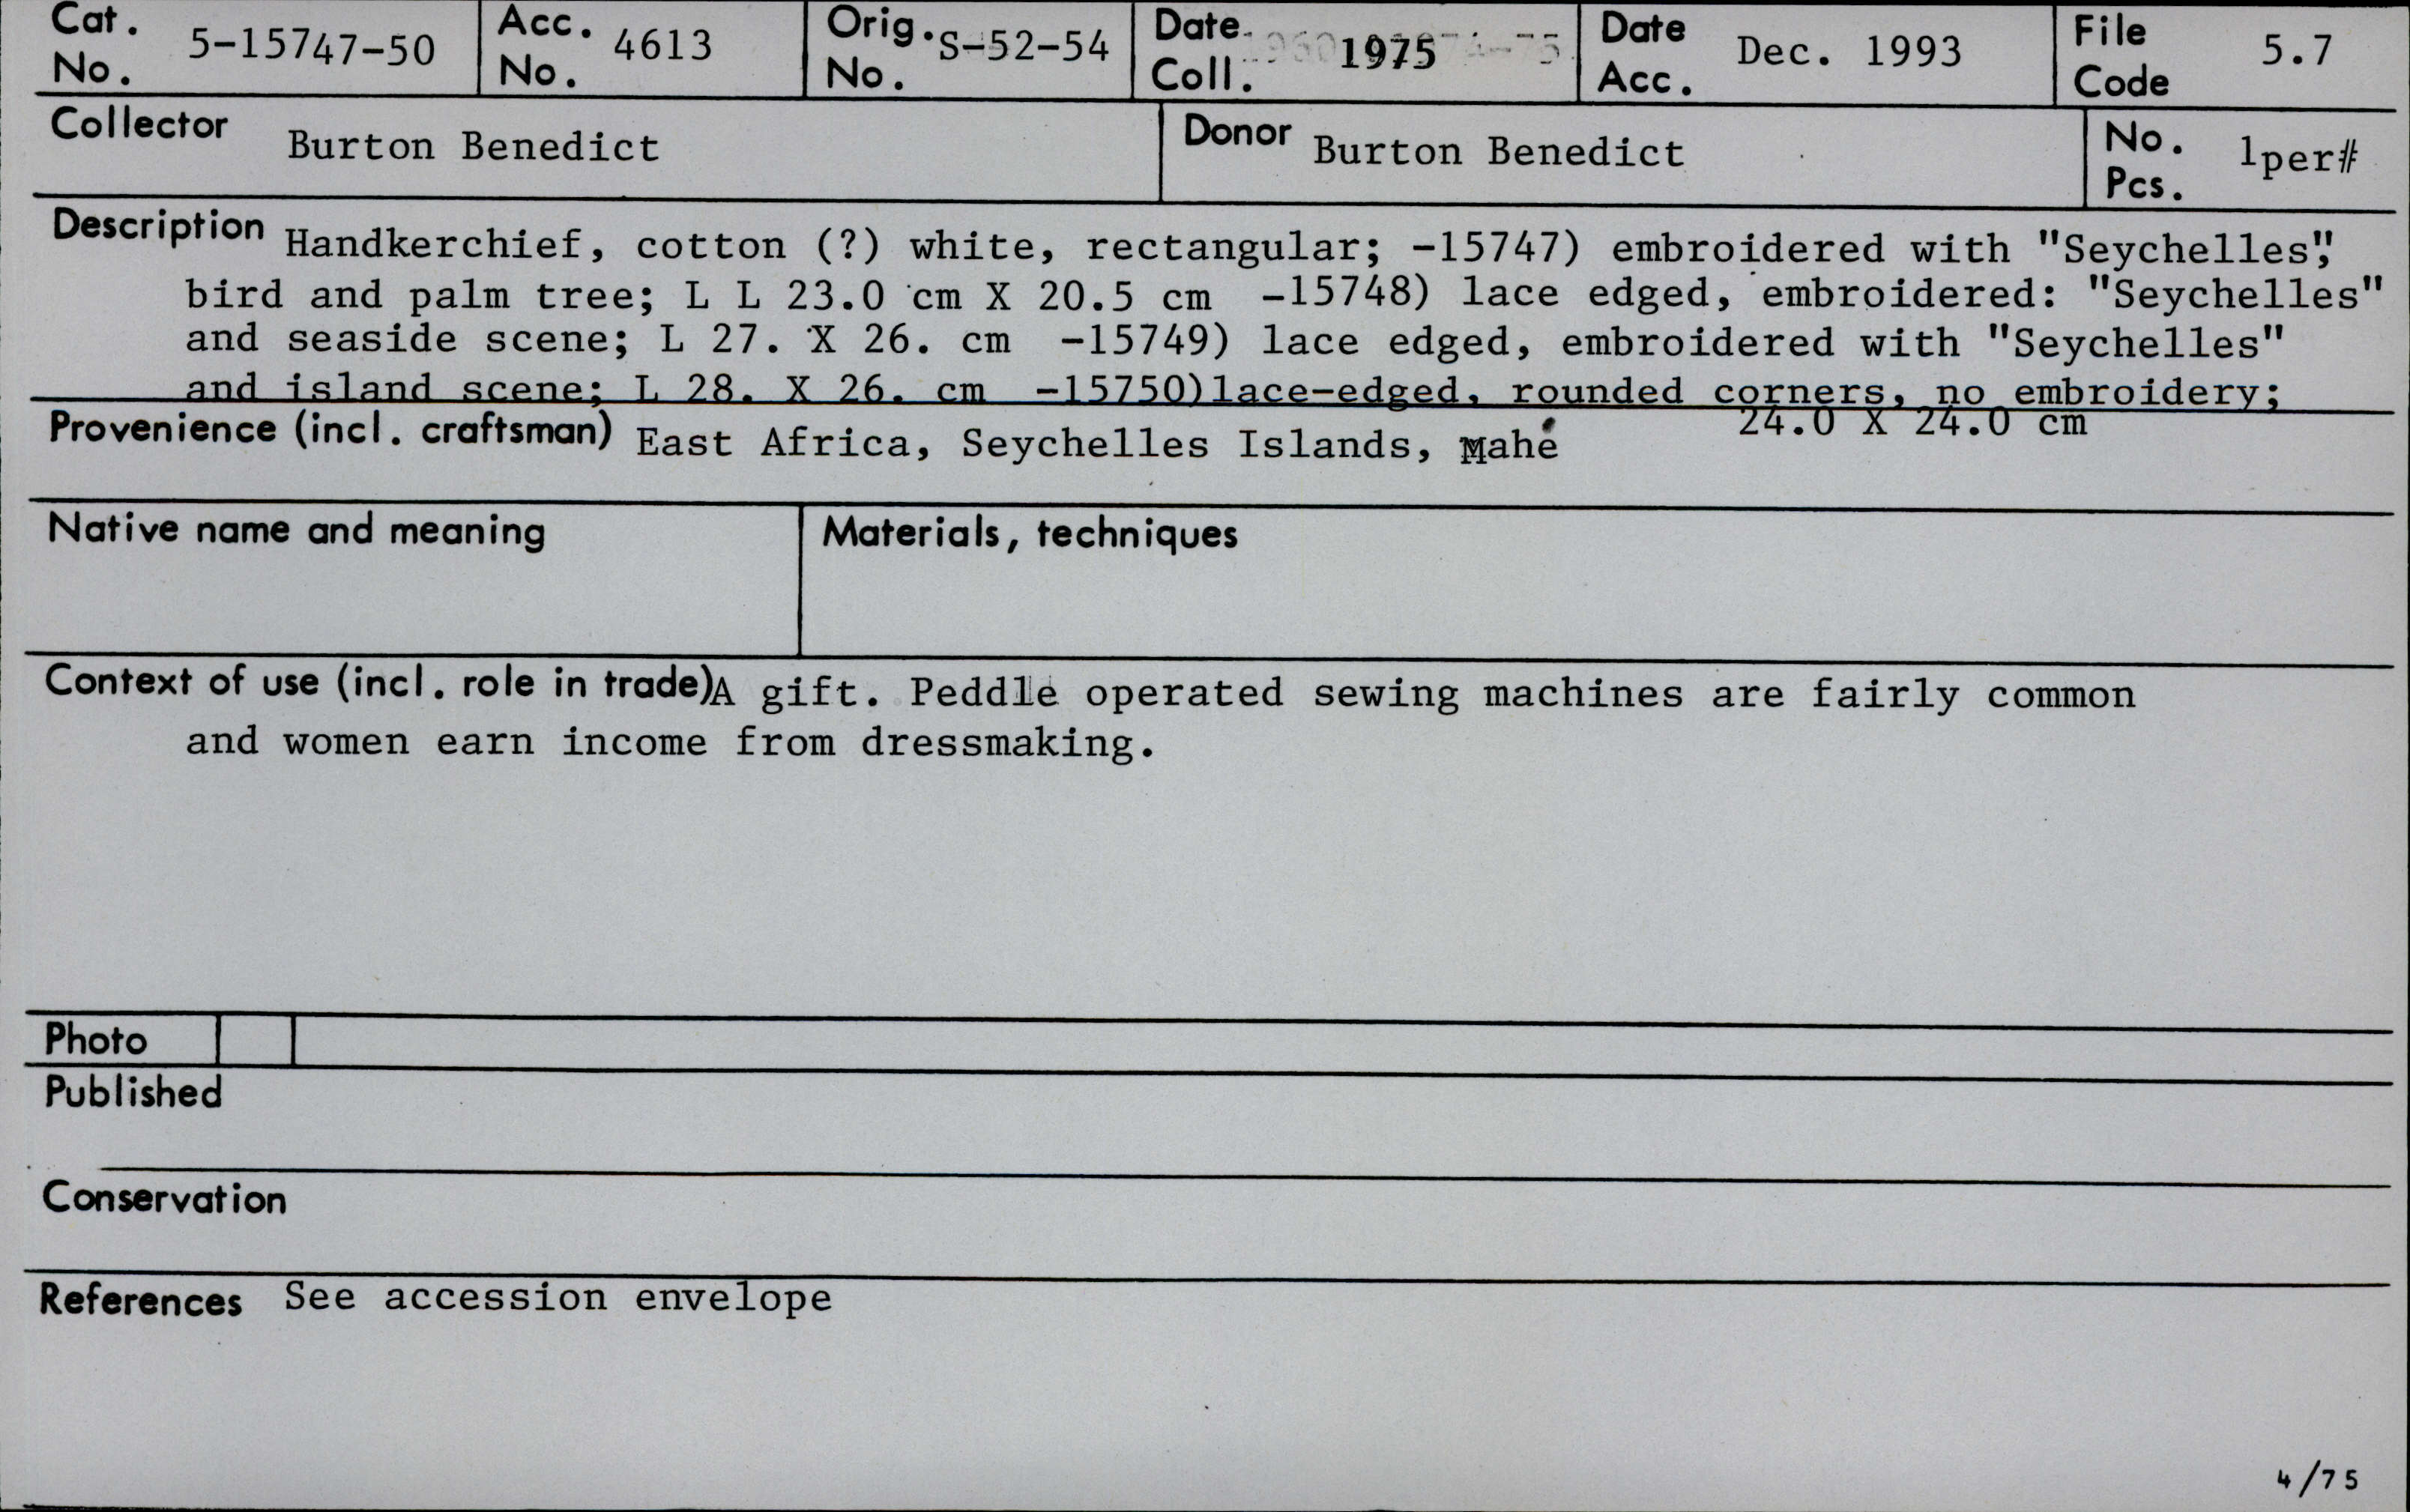 Cat. No. 5-15747-50 Acc. No. 4613 Orig. No. S-52-54 Date Coll. 1975 Date Acc. Dec. 1993 File Code 5.7
Collector Burton Benedict Donor Burton Benedict No. Pcs. 1per#
Description Handkerchief, cotton (?) white, rectangular; -15747) embroidered with "Seychelles",
bird and palm tree; L L 23.0 cm X 20.5 cm -15748) lace edged, embroidered: "Seychelles"
and seaside scene; L 27. X 26. cm -15749) lace edged, embroidered with "Seychelles"
and island scene; L 28. X 26. cm -15750)lace-edged, rounded corners, no embroidery;
24.0 X 24.0 cm
Provenience (incl. craftsman) East Africa, Seychelles Islands, Mahé
Native name and meaning Materials, techniques
Context of use (incl. role in trade) A gift. Peddle operated sewing machines are fairly common
and women earn income from dressmaking.
Photo
Published
Conservation
References See accession envelope
4/75